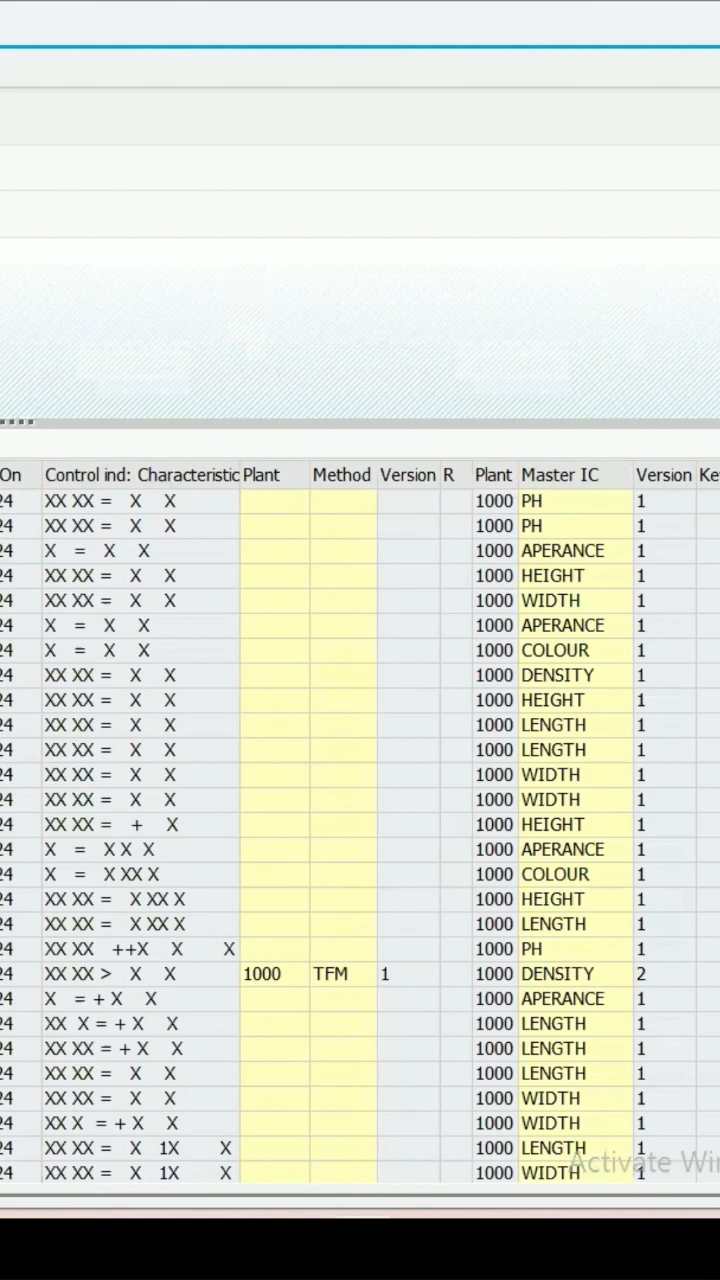 On Control ind: Characteristic Plant Method Version R Plant Master IC Version Ke
24 XX XX = X X 1000 PH 1
24 XX XX = X X 1000 PH 1
24 X = X X 1000 APERANCE 1
24 XX XX = X X 1000 HEIGHT 1
24 XX XX = X X 1000 WIDTH 1
24 X = X X 1000 APERANCE 1
24 X = X X 1000 COLOUR 1
24 XX XX = X X 1000 DENSITY 1
24 XX XX = X X 1000 HEIGHT 1
24 XX XX = X X 1000 LENGTH 1
24 XX XX = X X 1000 LENGTH 1
24 XX XX = X X 1000 WIDTH 1
24 XX XX = X X 1000 WIDTH 1
24 XX XX = + X 1000 HEIGHT 1
24 X = X X X 1000 APERANCE 1
24 X = X XX X 1000 COLOUR 1
24 XX XX = X XX X 1000 HEIGHT 1
24 XX XX = X XX X 1000 LENGTH 1
24 XX XX ++X X X 1000 PH 1
24 XX XX > X X 1000 TFM 1 1000 DENSITY 2
24 X = + X X 1000 APERANCE 1
24 XX X = + X X 1000 LENGTH 1
24 XX XX = + X X 1000 LENGTH 1
24 XX XX = X X 1000 LENGTH 1
24 XX XX = X X 1000 WIDTH 1
24 XX X = + X X 1000 WIDTH 1
24 XX XX = X 1X X 1000 LENGTH 1
24 XX XX = X 1X X 1000 WIDTH 1
Activate Win